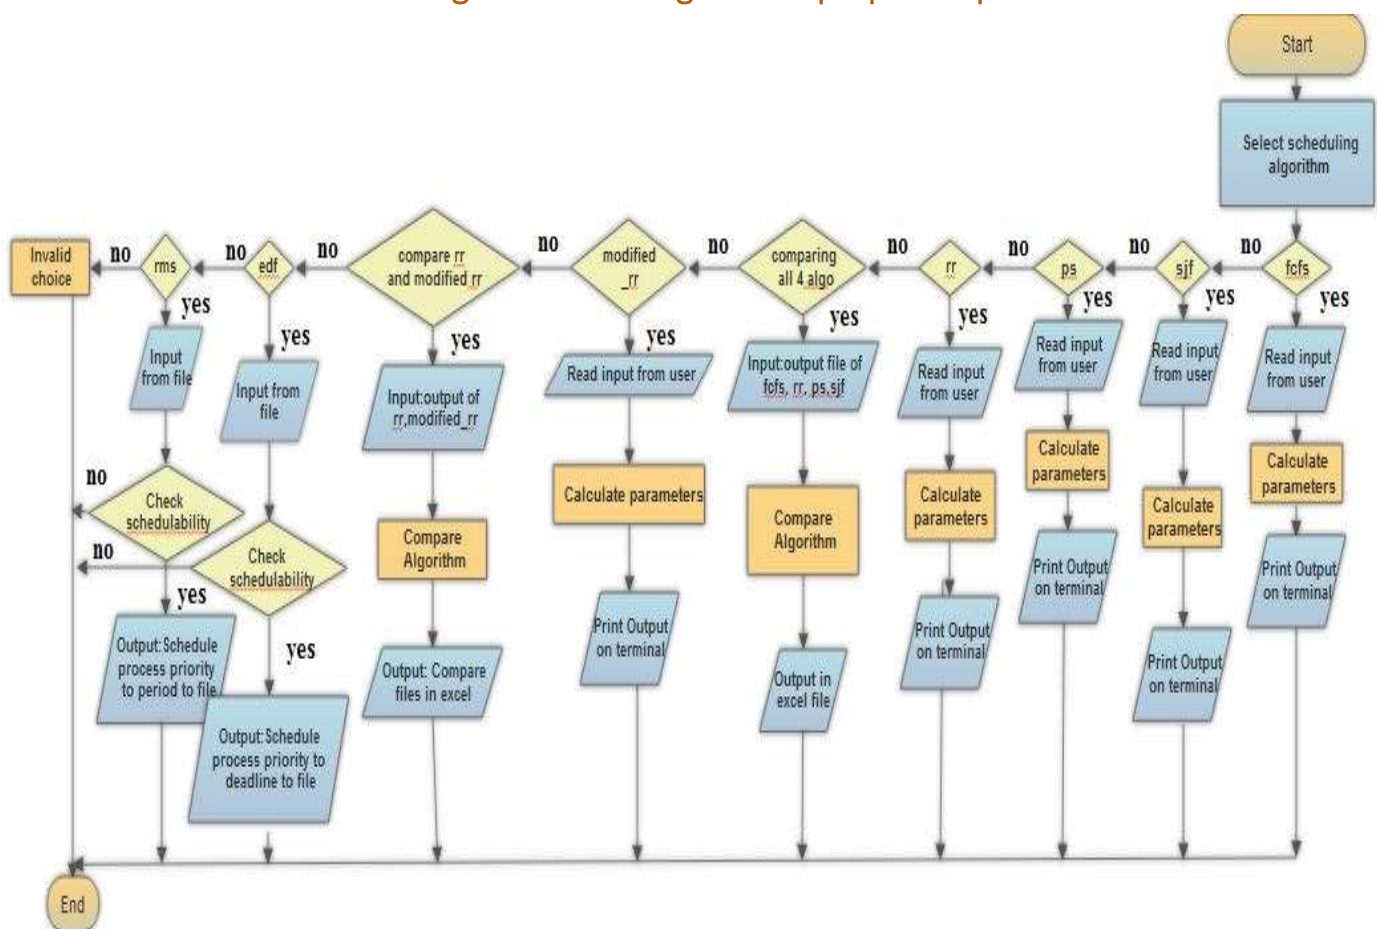 Start
Select scheduling
algorithm
fcfs
no
yes
Read input
from user
Calculate
parameters
Print Output
on terminal
sjf
no
yes
Read input
from user
Calculate
parameters
Print Output
on terminal
ps
no
yes
Read input
from user
Calculate
parameters
Print Output
on terminal
rr
no
yes
Read input
from user
Calculate
parameters
Print Output
on terminal
comparing
all 4 algo
no
yes
Input:output file of
fcfs, rr, ps,sjf
Compare
Algorithm
Output in
excel file
modified
_rr
no
yes
Read input from user
Calculate parameters
Print Output
on terminal
compare rr
and modified rr
no
yes
Input:output of
rr,modified_rr
Compare
Algorithm
Output: Compare
files in excel
edf
no
yes
Input from
file
Check
schedulability
no
yes
Output:Schedule
process priority to
deadline to file
rms
no
yes
Input
from file
Check
schedulability
no
yes
Output:Schedule
process priority
to period to file
Invalid
choice
End